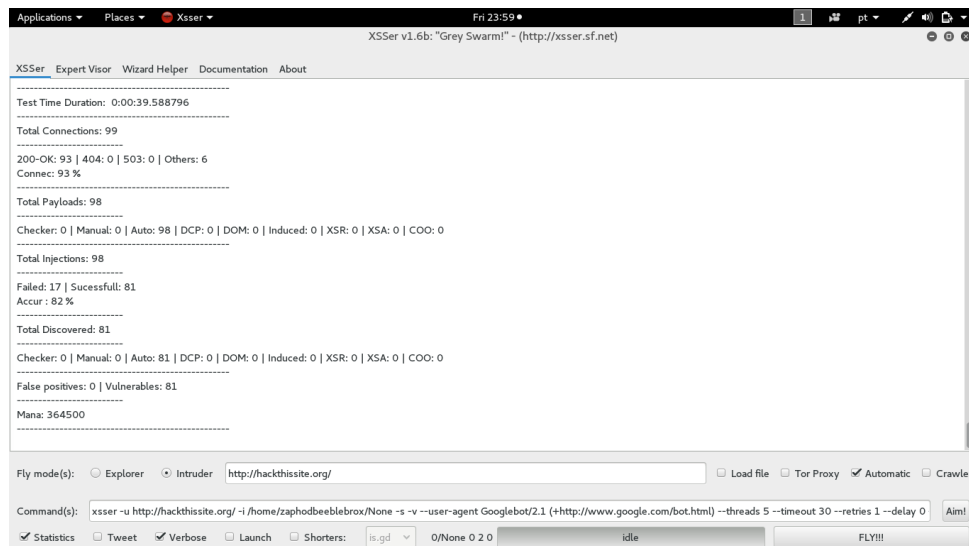 Applications ▾ Places ▾ Xsser ▾ Fri 23:59 ● 1 pt ▾
XSSer v1.6b: "Grey Swarm!" - (http://xsser.sf.net)
XSSer Expert Visor Wizard Helper Documentation About
--------------------------------------------------
Test Time Duration: 0:00:39.588796
--------------------------------------------------
Total Connections: 99
-------------------------
200-OK: 93 | 404: 0 | 503: 0 | Others: 6
Connec: 93 %
--------------------------------------------------
Total Payloads: 98
-------------------------
Checker: 0 | Manual: 0 | Auto: 98 | DCP: 0 | DOM: 0 | Induced: 0 | XSR: 0 | XSA: 0 | COO: 0
--------------------------------------------------
Total Injections: 98
-------------------------
Failed: 17 | Sucessfull: 81
Accur : 82 %
-------------------------
Total Discovered: 81
-------------------------
Checker: 0 | Manual: 0 | Auto: 81 | DCP: 0 | DOM: 0 | Induced: 0 | XSR: 0 | XSA: 0 | COO: 0
--------------------------------------------------
False positives: 0 | Vulnerables: 81
-------------------------
Mana: 364500
--------------------------------------------------
Fly mode(s): Explorer Intruder http://hackthissite.org/ Load file Tor Proxy Automatic Crawle
Command(s): xsser -u http://hackthissite.org/ -i /home/zaphodbeeblebrox/None -s -v --user-agent Googlebot/2.1 (+http://www.google.com/bot.html) --threads 5 --timeout 30 --retries 1 --delay 0 Aim!
Statistics Tweet Verbose Launch Shorters: is.gd 0/None 0 2 0 idle FLY!!!